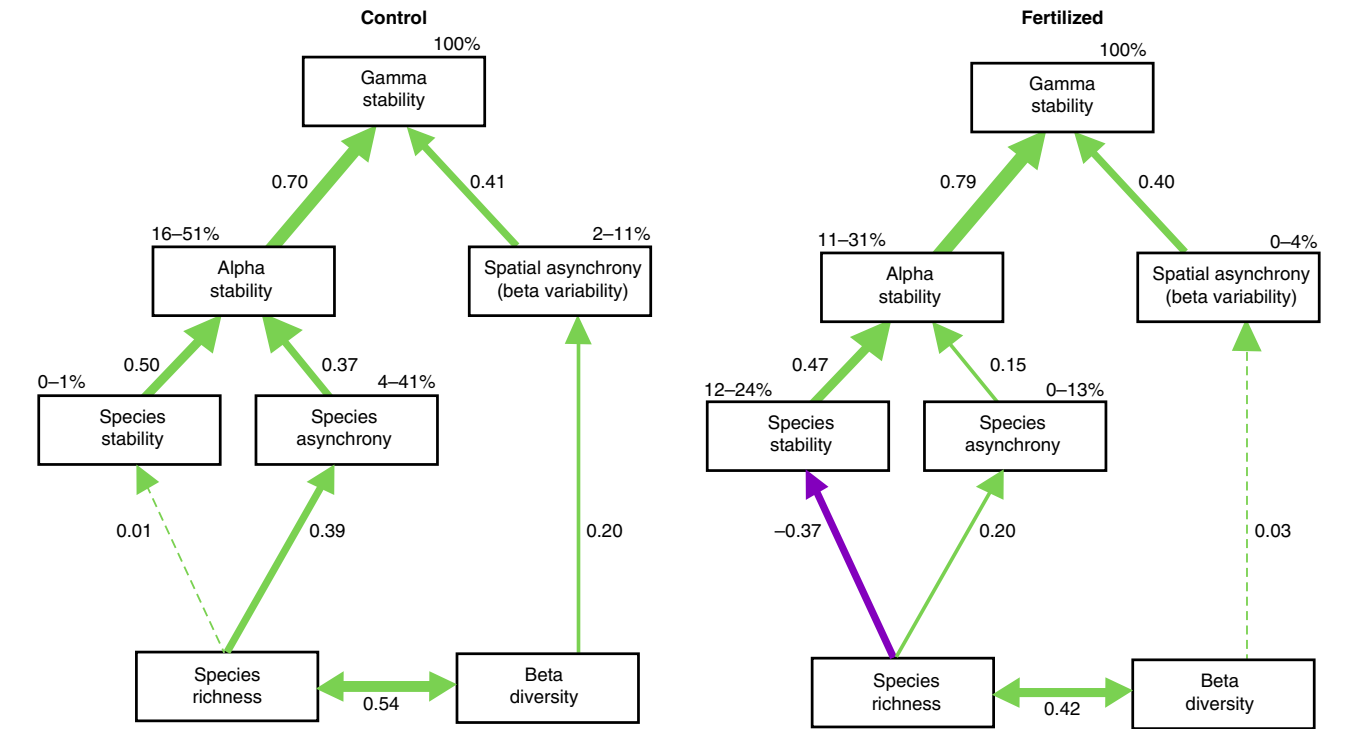 Control
100%
Gamma
stability
0.70
0.41
16–51%
2–11%
Alpha
stability
Spatial asynchrony
(beta variability)
0.50
0.37
0–1%
4–41%
Species
stability
Species
asynchrony
0.01
0.39
0.20
Species
richness
0.54
Beta
diversity
Fertilized
100%
Gamma
stability
0.79
0.40
11–31%
0–4%
Alpha
stability
Spatial asynchrony
(beta variability)
0.47
0.15
12–24%
0–13%
Species
stability
Species
asynchrony
–0.37
0.20
0.03
Species
richness
0.42
Beta
diversity